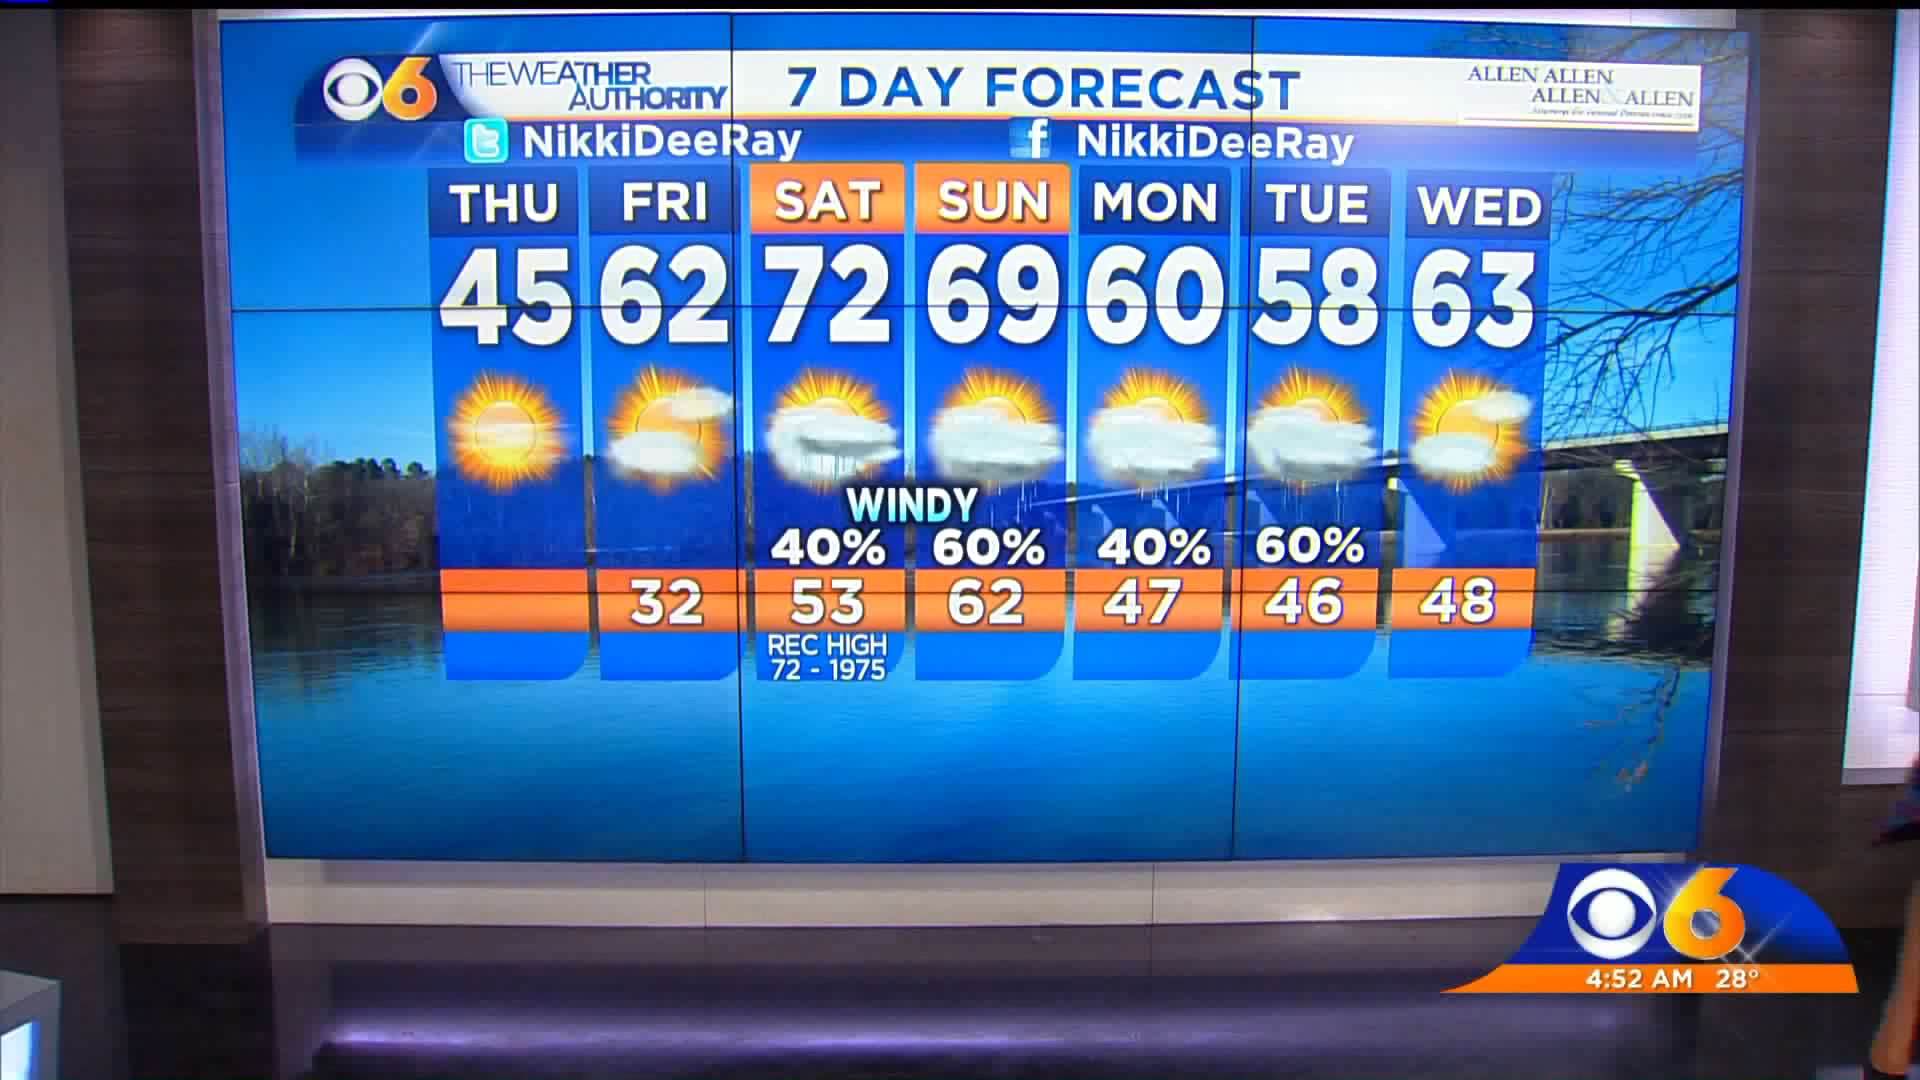 6 THE WEATHER AUTHORITY
7 DAY FORECAST
ALLEN ALLEN
ALLEN & ALLEN
NikkiDeeRay
f NikkiDeeRay
THU FRI SAT SUN MON TUE WED
45 62 72 69 60 58 63
WINDY
40% 60% 40% 60%
32 53 62 47 46 48
REC HIGH
72 - 1975
6
4:52 AM 28°